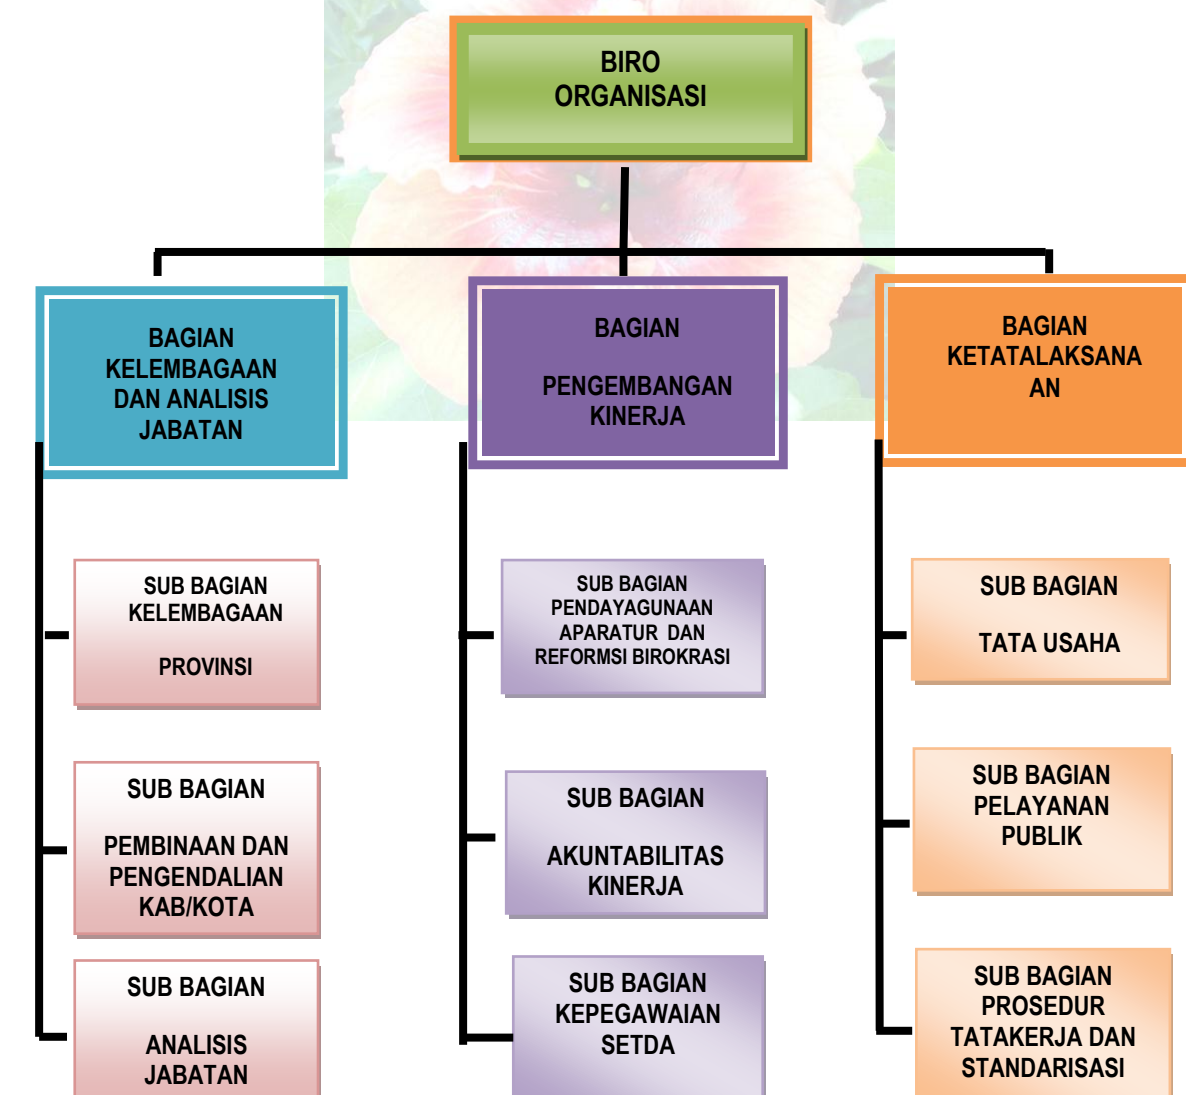 BIRO
ORGANISASI
BAGIAN
KELEMBAGAAN
DAN ANALISIS
JABATAN
BAGIAN
PENGEMBANGAN
KINERJA
BAGIAN
KETATALAKSANA
AN
SUB BAGIAN
KELEMBAGAAN
PROVINSI
SUB BAGIAN
PENDAYAGUNAAN
APARATUR DAN
REFORMSI BIROKRASI
SUB BAGIAN
TATA USAHA
SUB BAGIAN
PEMBINAAN DAN
PENGENDALIAN
KAB/KOTA
SUB BAGIAN
AKUNTABILITAS
KINERJA
SUB BAGIAN
PELAYANAN
PUBLIK
SUB BAGIAN
ANALISIS
JABATAN
SUB BAGIAN
KEPEGAWAIAN
SETDA
SUB BAGIAN
PROSEDUR
TATAKERJA DAN
STANDARISASI